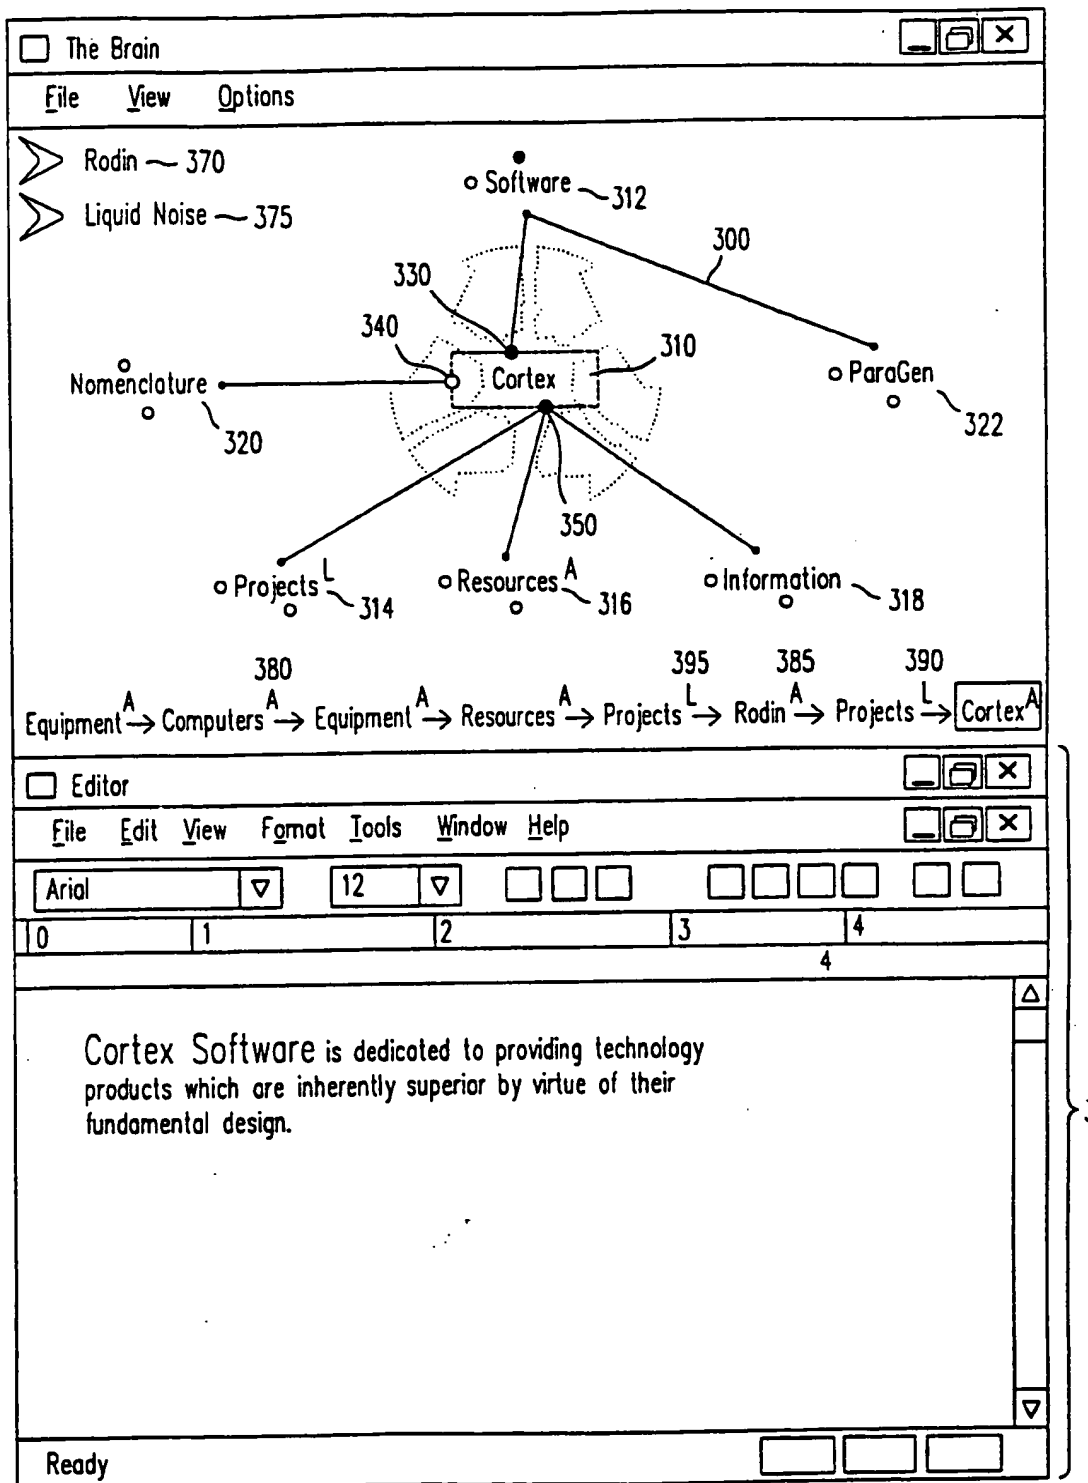 The Brain
File View Options
Rodin 370
Software 312
Liquid Noise 375
300
330
340
310
Cortex
Nomenclature
ParaGen
320
322
350
Projects L 314
Resources A 316
Information 318
380 395 385 390
Equipment A → Computers A → Equipment A → Resources A → Projects L → Rodin A → Projects L → Cortex A
Editor
File Edit View Fomat Tools Window Help
Arial 12
0 1 2 3 4
4
Cortex Software is dedicated to providing technology
products which are inherently superior by virtue of their
fundamental design.
Ready